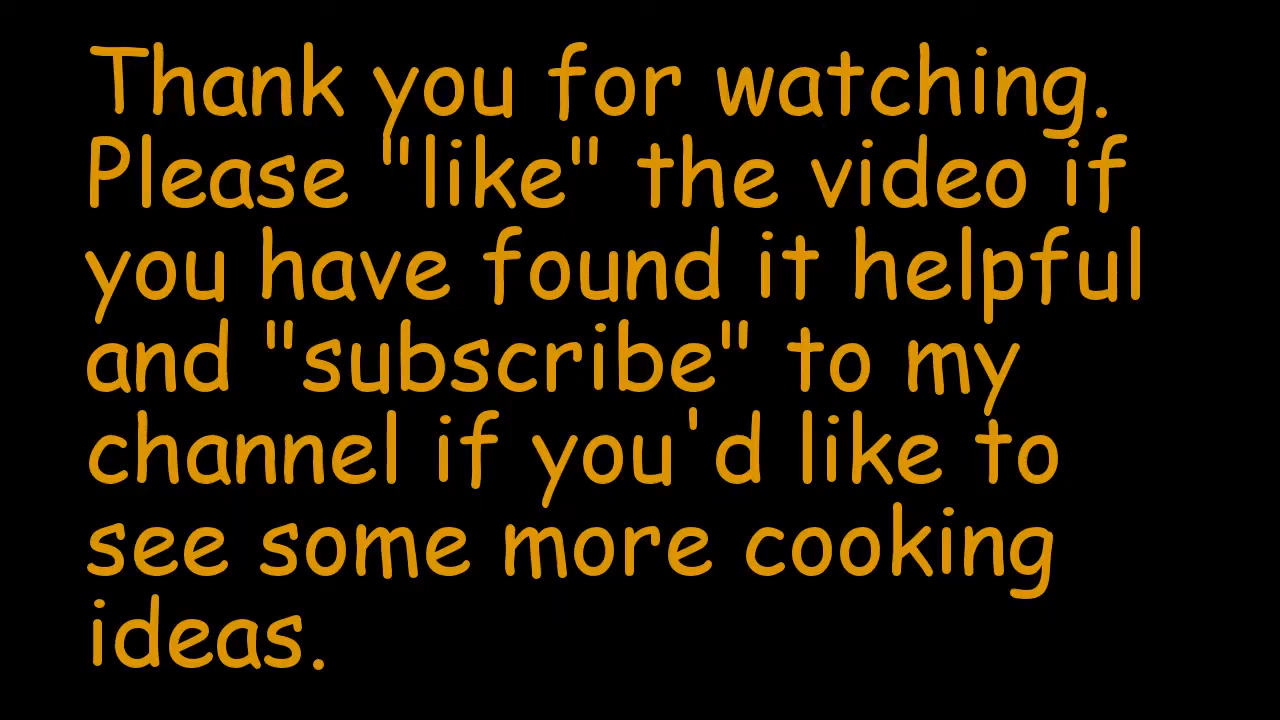 Thank you for watching.
Please "like" the video if
you have found it helpful
and "subscribe" to my
channel if you'd like to
see some more cooking
ideas.